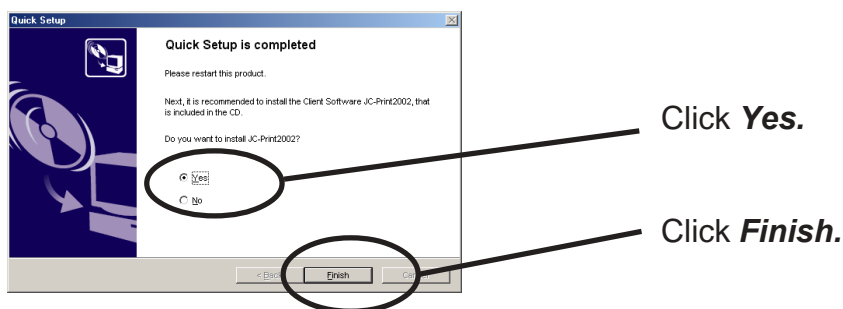 Quick Setup
Quick Setup is completed
Please restart this product.
Next, it is recommended to install the Client Software JC-Print2002, that
is included in the CD.
Do you want to install JC-Print2002?
Yes
No
Click Yes.
< Back
Finish
Cancel
Click Finish.